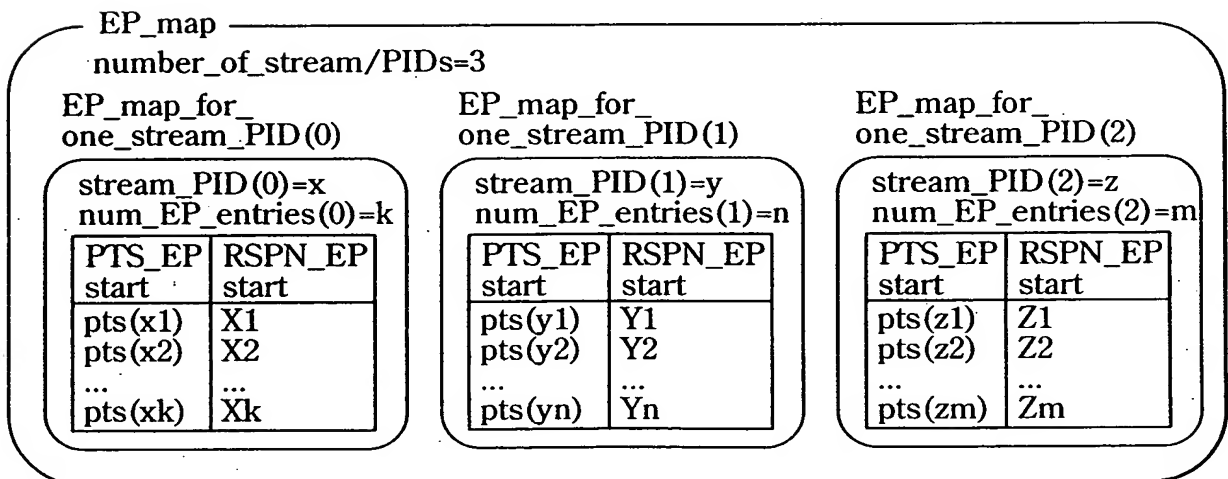 EP_map
number_of_stream/PIDs=3
EP_map_for_
one_stream_PID(0)
stream_PID(0)=x
num_EP_entries(0)=k
PTS_EP RSPN_EP
start start
pts(x1) X1
pts(x2) X2
... ...
pts(xk) Xk
EP_map_for_
one_stream_PID(1)
stream_PID(1)=y
num_EP_entries(1)=n
PTS_EP RSPN_EP
start start
pts(y1) Y1
pts(y2) Y2
... ...
pts(yn) Yn
EP_map_for_
one_stream_PID(2)
stream_PID(2)=z
num_EP_entries(2)=m
PTS_EP RSPN_EP
start start
pts(z1) Z1
pts(z2) Z2
... ...
pts(zm) Zm